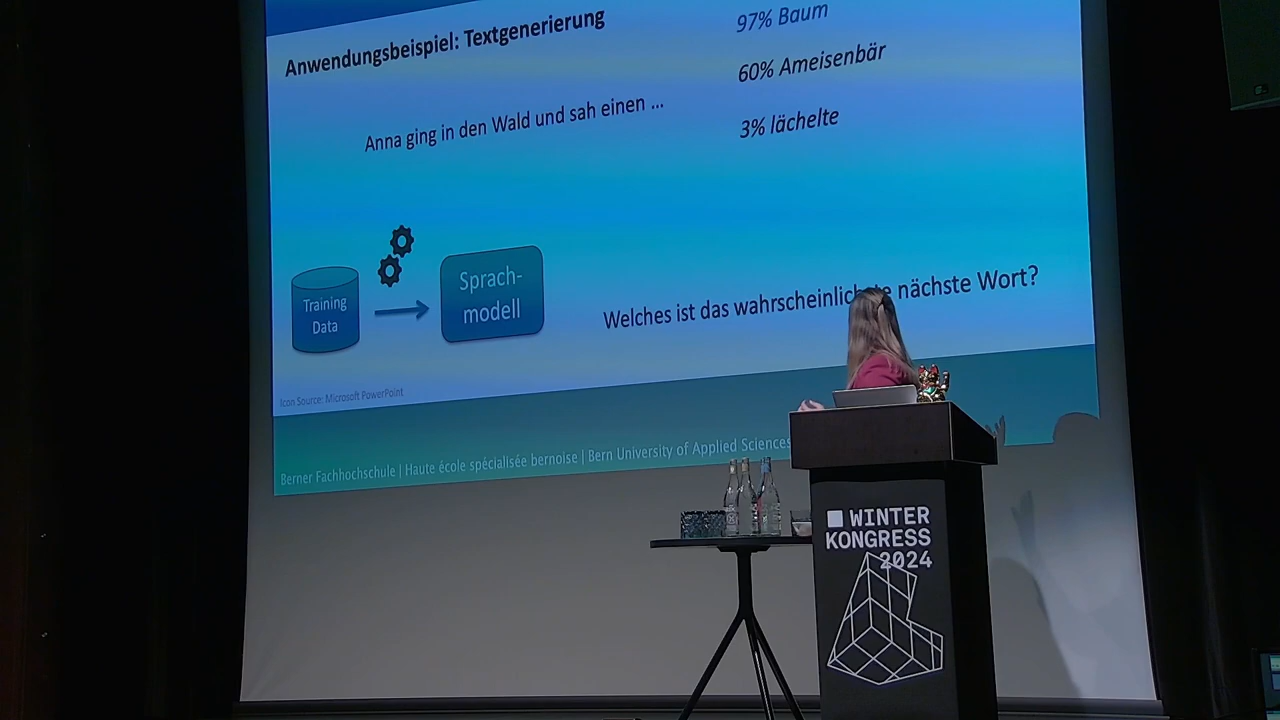 Anwendungsbeispiel: Textgenerierung
Anna ging in den Wald und sah einen ...
97% Baum
60% Ameisenbär
3% lächelte
Training
Data
Sprach-
modell
Welches ist das wahrscheinlichste nächste Wort?
Icon Source: Microsoft PowerPoint
Berner Fachhochschule | Haute école spécialisée bernoise | Bern University of Applied Sciences
WINTER
KONGRESS
2024